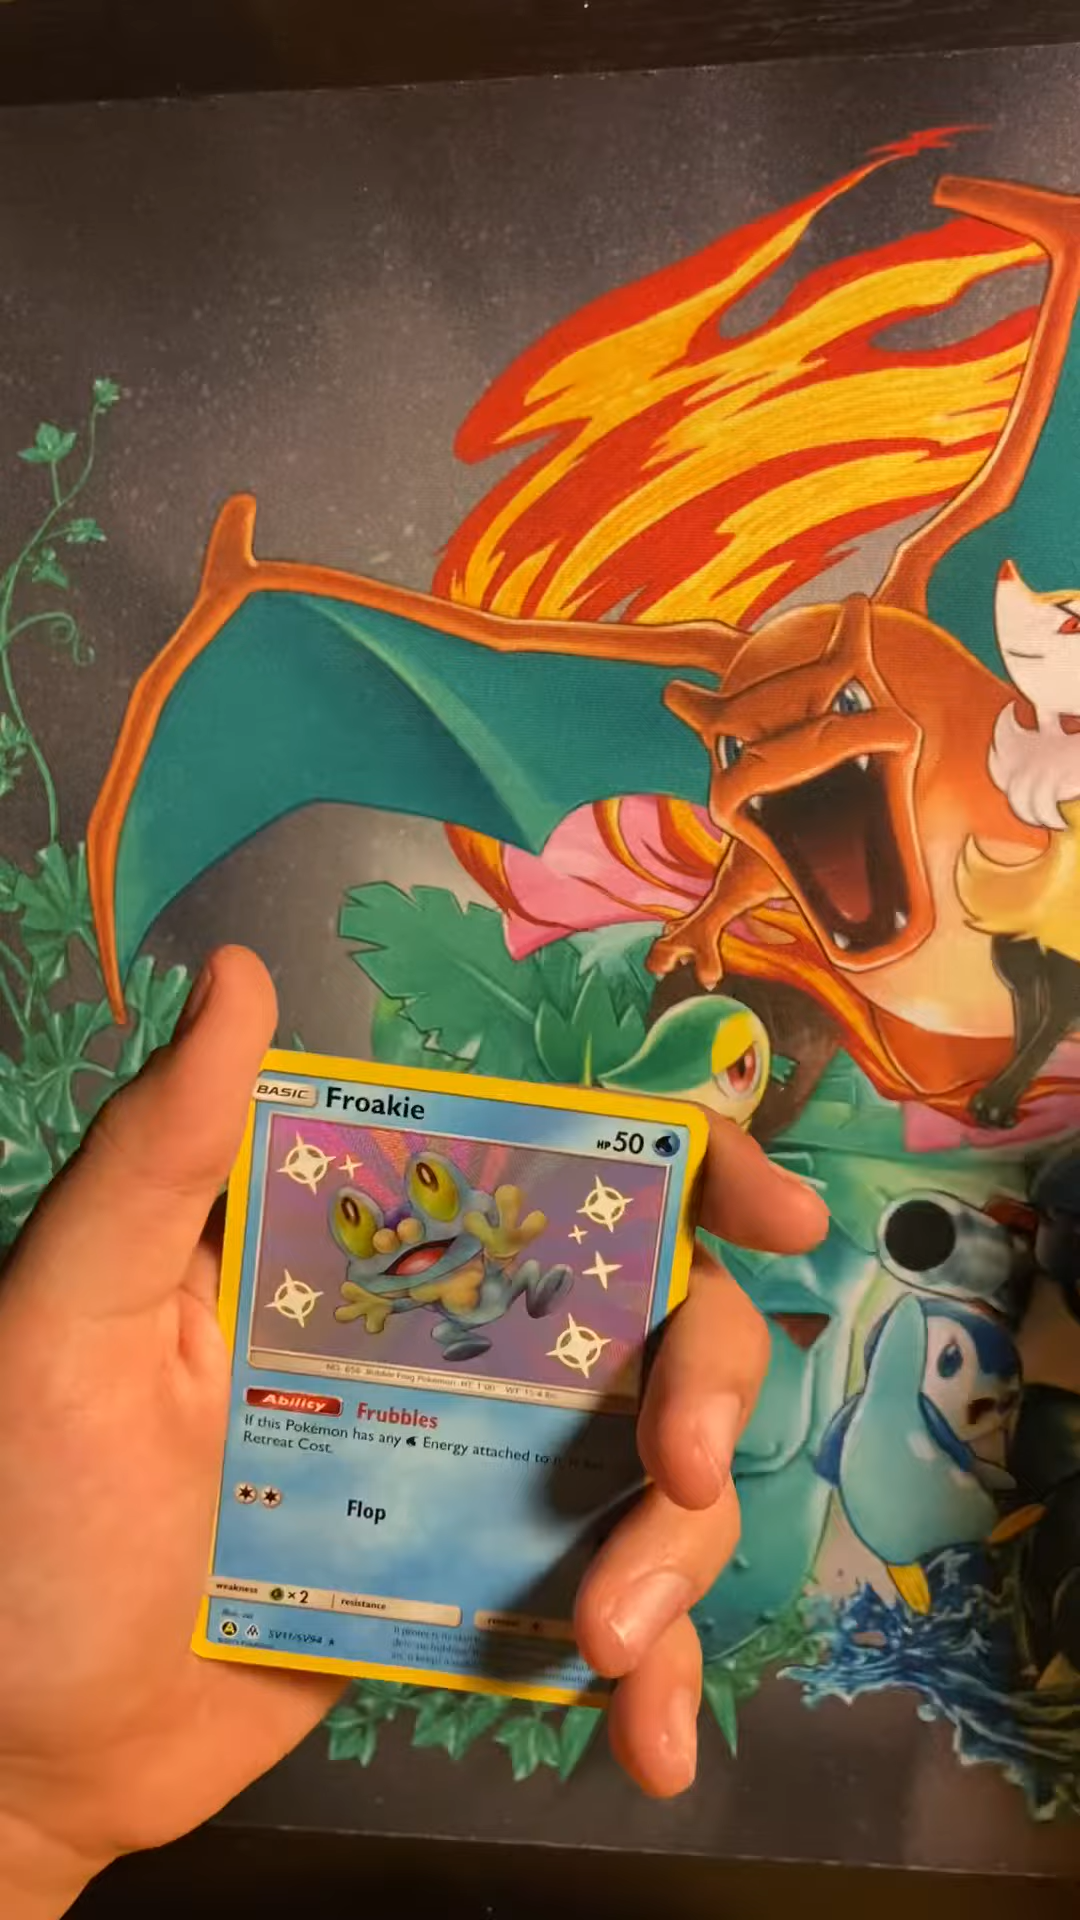 BASIC Froakie
HP 50
NO. 656 Bubble Frog Pokémon HT: 1'00" WT: 15.4 lbs.
Ability Frubbles
If this Pokémon has any Energy attached to it, it has
Retreat Cost.
Flop
weakness ×2 resistance
retreat
A SV11/SV94